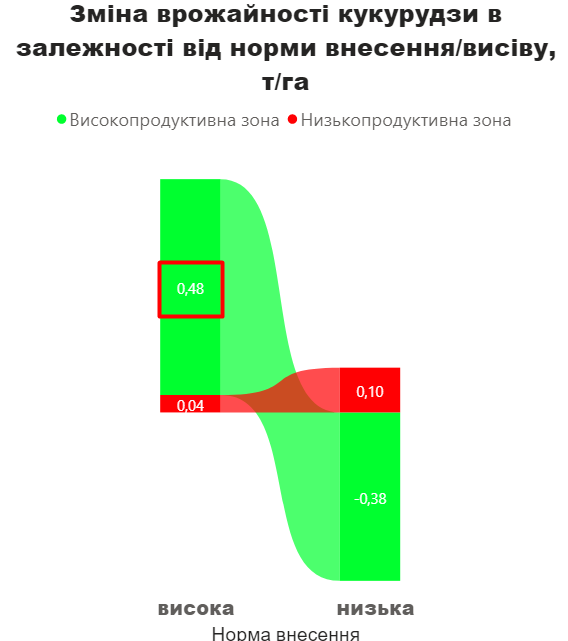 Зміна врожайності кукурудзи в
залежності від норми внесення/висіву,
т/га
Високопродуктивна зона Низькопродуктивна зона
0,48
0,04
0,10
-0,38
висока низька
Норма внесення